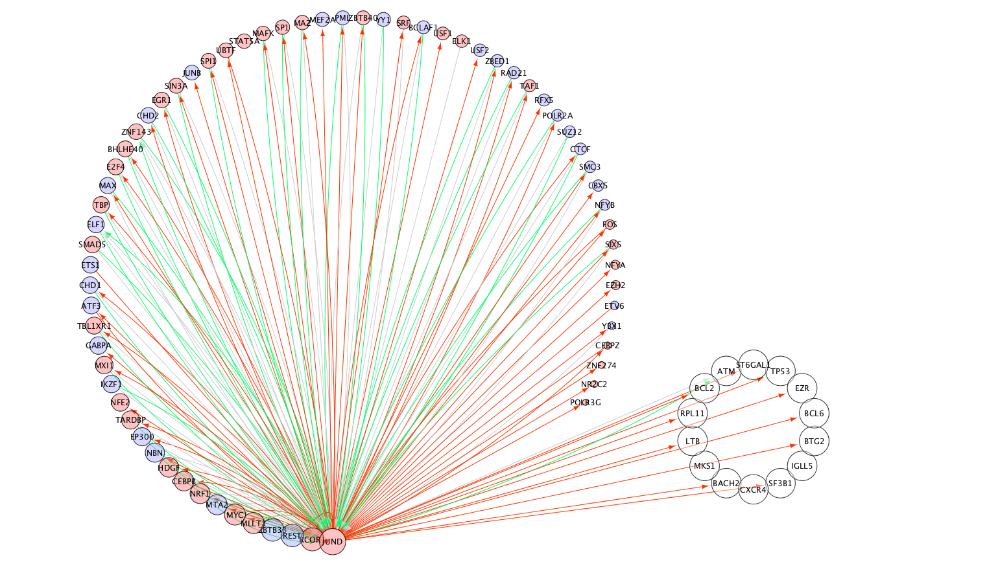 PML
ZBTB40
YY1
MEF2A
MAZ
SRF
SP1
BCLAF1
MAFK
USF1
STAT5A
ELK1
UBTF
USF2
SPI1
ZBED1
JUNB
RAD21
SIN3A
TAF1
EGR1
RFX5
CHD2
POLR2A
ZNF143
SUZ12
BHLHE40
CTCF
E2F4
SMC3
MAX
CBX5
TBP
NFYB
ELF1
FOS
SMAD5
SIX5
ETS1
NFYA
CHD1
EZH2
ATF3
ETV6
TBL1XR1
YBX1
GABPA
CEBPZ
MXI1
ZNF274
ST6GAL1
ATM
TP53
IKZF1
NR2C2
BCL2
EZR
NFE2
POLR3G
RPL11
BCL6
TARDBP
EP300
LTB
BTG2
NBN
HDGF
MKS1
IGLL5
CEBPB
BACH2
SF3B1
NRF1
CXCR4
MTA2
MYC
MLLT1
REST
JUND